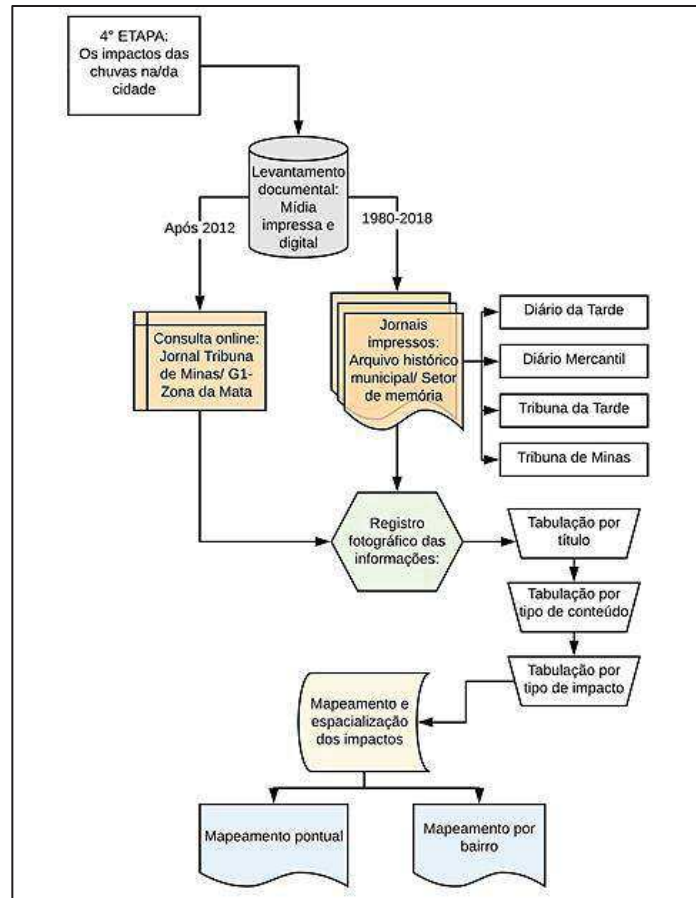 4° ETAPA:
Os impactos das
chuvas na/da
cidade
Levantamento
documental:
Mídia
impressa e
digital
Após 2012
1980-2018
Consulta online:
Jornal Tribuna
de Minas/ G1-
Zona da Mata
Jornais
impressos:
Arquivo histórico
municipal/ Setor
de memória
Diário da Tarde
Diário Mercantil
Tribuna da Tarde
Tribuna de Minas
Registro
fotográfico das
informações:
Tabulação por
título
Tabulação por
tipo de conteúdo
Tabulação por
tipo de impacto
Mapeamento e
espacialização
dos impactos
Mapeamento pontual
Mapeamento por
bairro